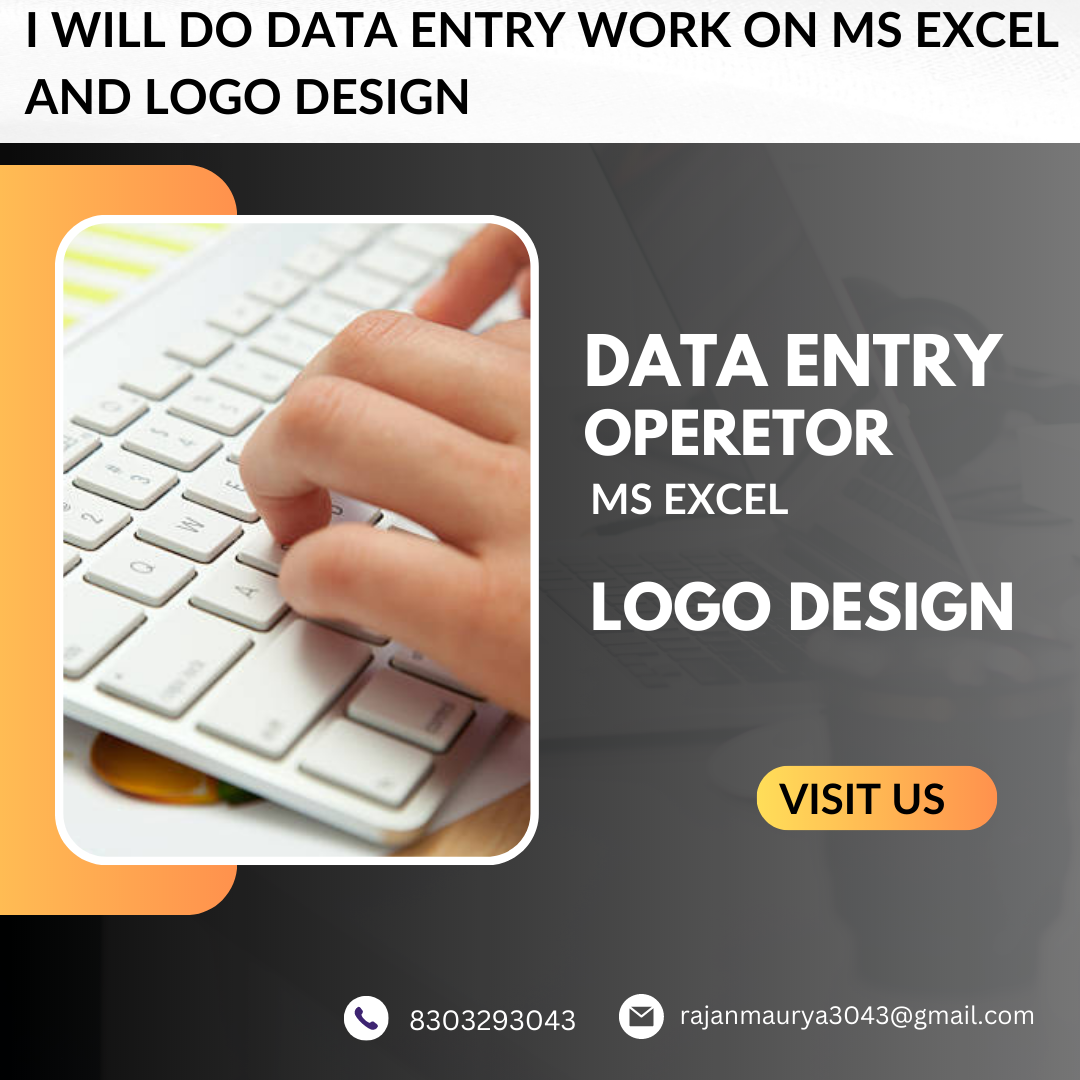 I WILL DO DATA ENTRY WORK ON MS EXCEL
AND LOGO DESIGN
DATA ENTRY
OPERETOR
MS EXCEL
LOGO DESIGN
VISIT US
8303293043
rajanmaurya3043@gmail.com